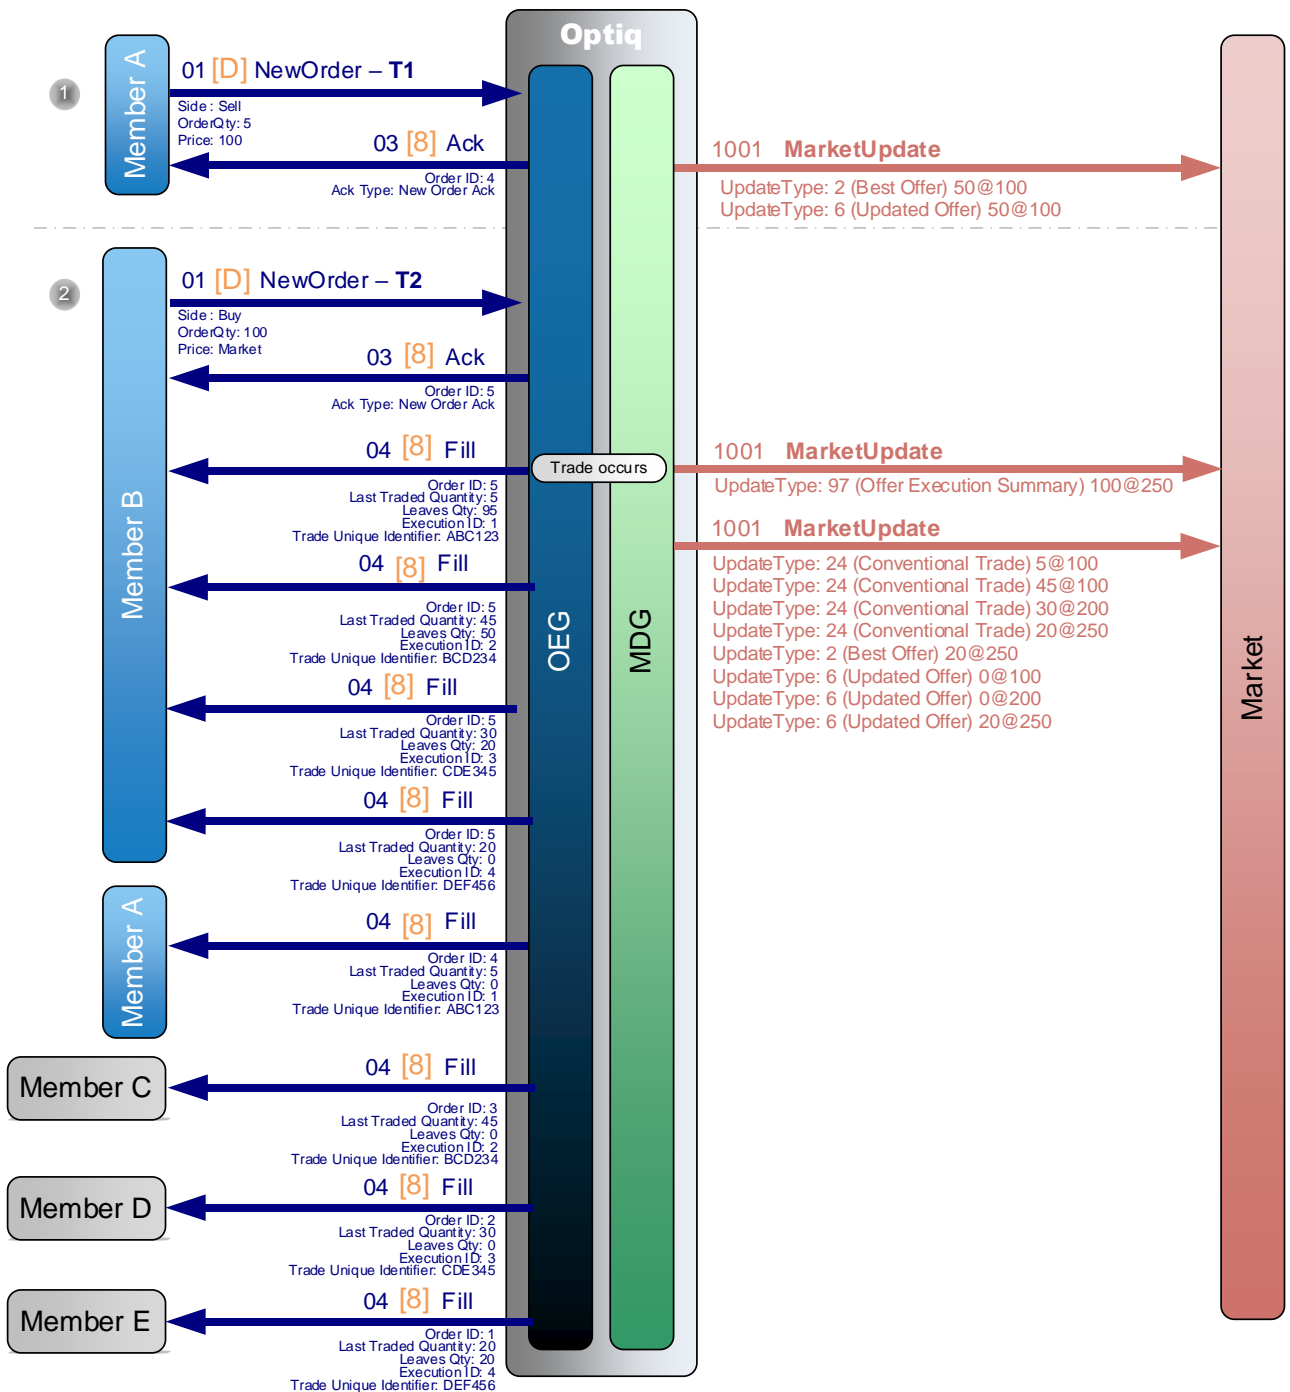 Optiq
Member A
1
01 [D] NewOrder – T1
Side : Sell
OrderQty: 5
Price: 100
03 [8] Ack
Order ID: 4
Ack Type: New Order Ack
1001 MarketUpdate
UpdateType: 2 (Best Offer) 50@100
UpdateType: 6 (Updated Offer) 50@100
2
Member B
01 [D] NewOrder – T2
Side : Buy
OrderQty: 100
Price: Market
03 [8] Ack
Order ID: 5
Ack Type: New Order Ack
04 [8] Fill
Order ID: 5
Last Traded Quantity: 5
Leaves Qty: 95
Execution ID: 1
Trade Unique Identifier: ABC123
Trade occurs
1001 MarketUpdate
UpdateType: 97 (Offer Execution Summary) 100@250
1001 MarketUpdate
UpdateType: 24 (Conventional Trade) 5@100
UpdateType: 24 (Conventional Trade) 45@100
UpdateType: 24 (Conventional Trade) 30@200
UpdateType: 24 (Conventional Trade) 20@250
UpdateType: 2 (Best Offer) 20@250
UpdateType: 6 (Updated Offer) 0@100
UpdateType: 6 (Updated Offer) 0@200
UpdateType: 6 (Updated Offer) 20@250
04 [8] Fill
Order ID: 5
Last Traded Quantity: 45
Leaves Qty: 50
Execution ID: 2
Trade Unique Identifier: BCD234
OEG
MDG
Market
04 [8] Fill
Order ID: 5
Last Traded Quantity: 30
Leaves Qty: 20
Execution ID: 3
Trade Unique Identifier: CDE345
04 [8] Fill
Order ID: 5
Last Traded Quantity: 20
Leaves Qty: 0
Execution ID: 4
Trade Unique Identifier: DEF456
Member A
04 [8] Fill
Order ID: 4
Last Traded Quantity: 5
Leaves Qty: 0
Execution ID: 1
Trade Unique Identifier: ABC123
Member C
04 [8] Fill
Order ID: 3
Last Traded Quantity: 45
Leaves Qty: 0
Execution ID: 2
Trade Unique Identifier: BCD234
Member D
04 [8] Fill
Order ID: 2
Last Traded Quantity: 30
Leaves Qty: 0
Execution ID: 3
Trade Unique Identifier: CDE345
Member E
04 [8] Fill
Order ID: 1
Last Traded Quantity: 20
Leaves Qty: 20
Execution ID: 4
Trade Unique Identifier: DEF456